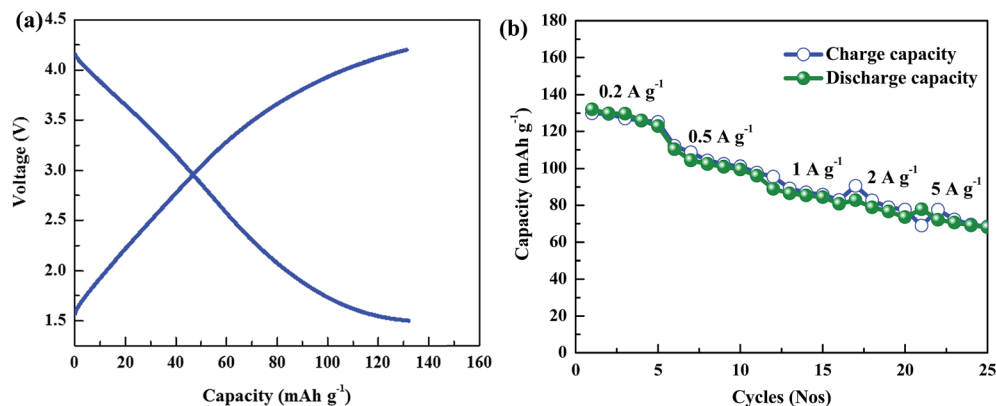 (a)
4.5
4.0
3.5
3.0
2.5
2.0
1.5
Voltage (V)
0 20 40 60 80 100 120 140 160
Capacity (mAh g⁻¹)
(b)
180
160
140
120
100
80
60
40
20
0
Capacity (mAh g⁻¹)
Charge capacity
Discharge capacity
0.2 A g⁻¹
0.5 A g⁻¹
1 A g⁻¹
2 A g⁻¹
5 A g⁻¹
0 5 10 15 20 25
Cycles (Nos)